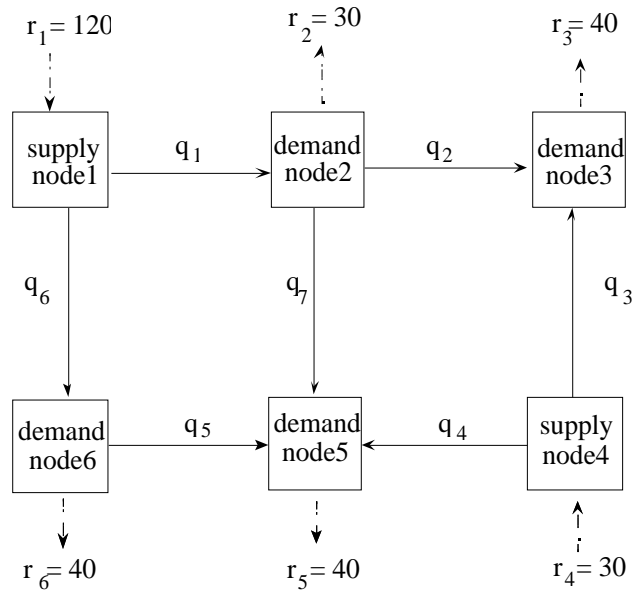 r₁= 120
r₂= 30
r₃= 40
supply
node1
q₁
demand
node2
q₂
demand
node3
q₆
q₇
q₃
demand
node6
q₅
demand
node5
q₄
supply
node4
r₆= 40
r₅= 40
r₄= 30